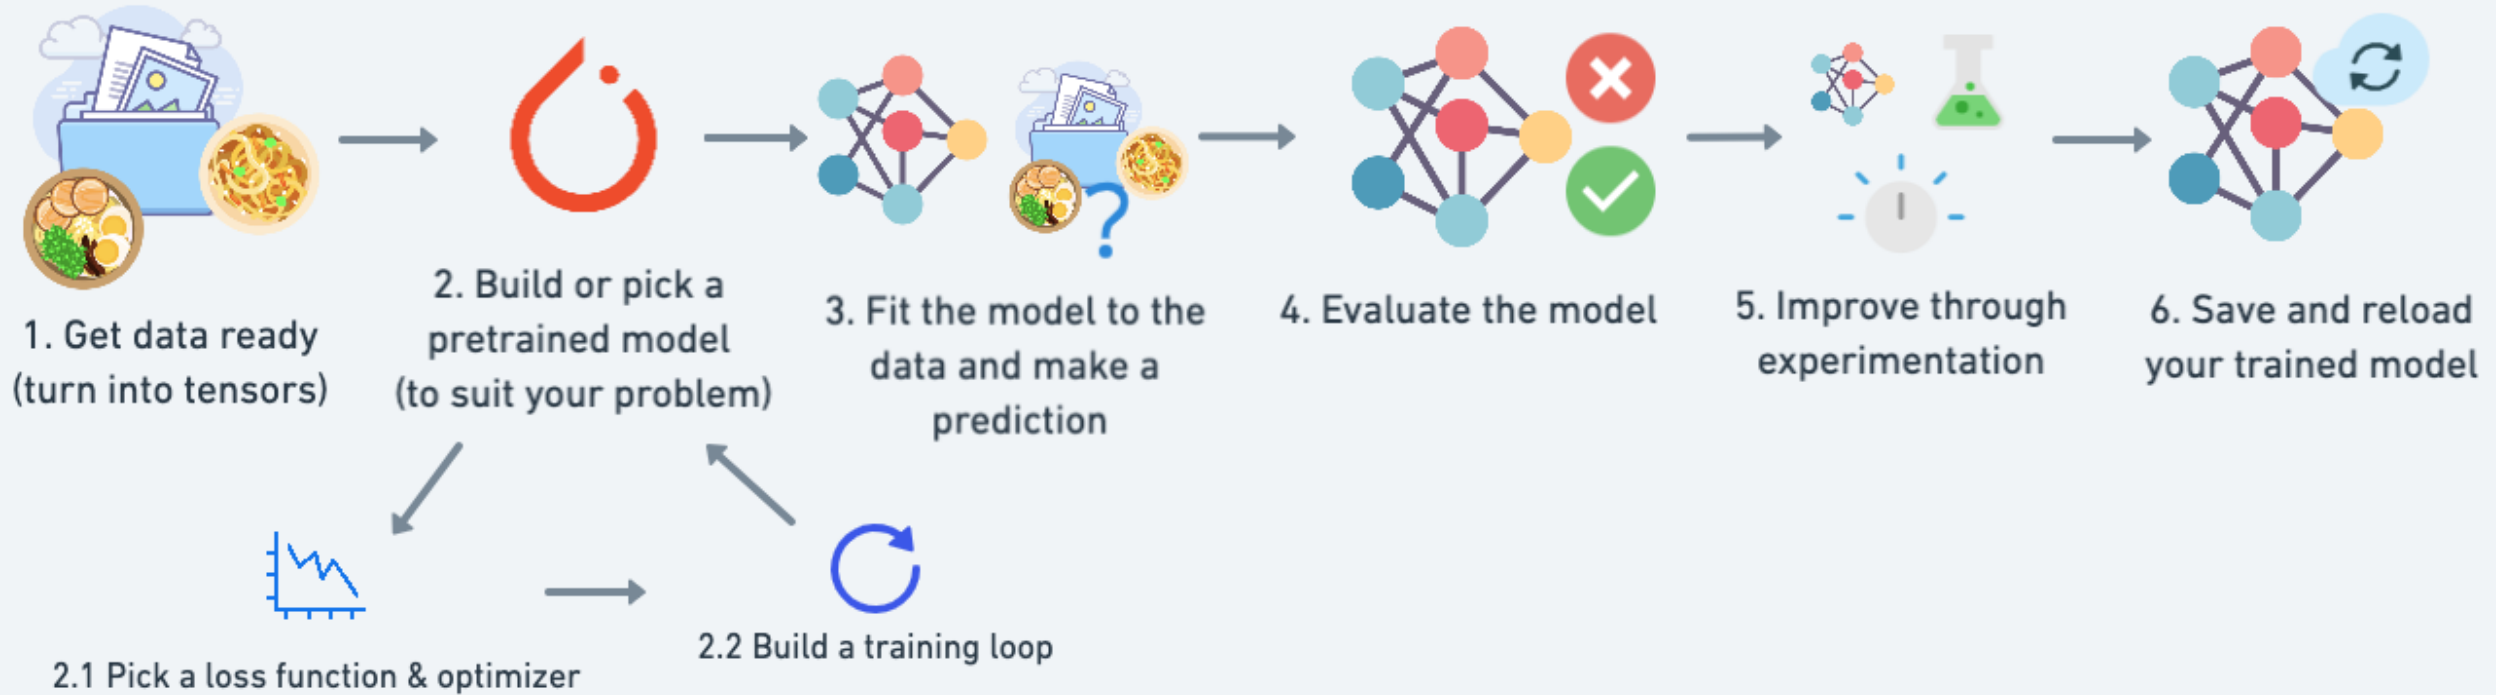 1. Get data ready
(turn into tensors)
2. Build or pick a
pretrained model
(to suit your problem)
3. Fit the model to the
data and make a
prediction
4. Evaluate the model
5. Improve through
experimentation
6. Save and reload
your trained model
2.1 Pick a loss function & optimizer
2.2 Build a training loop